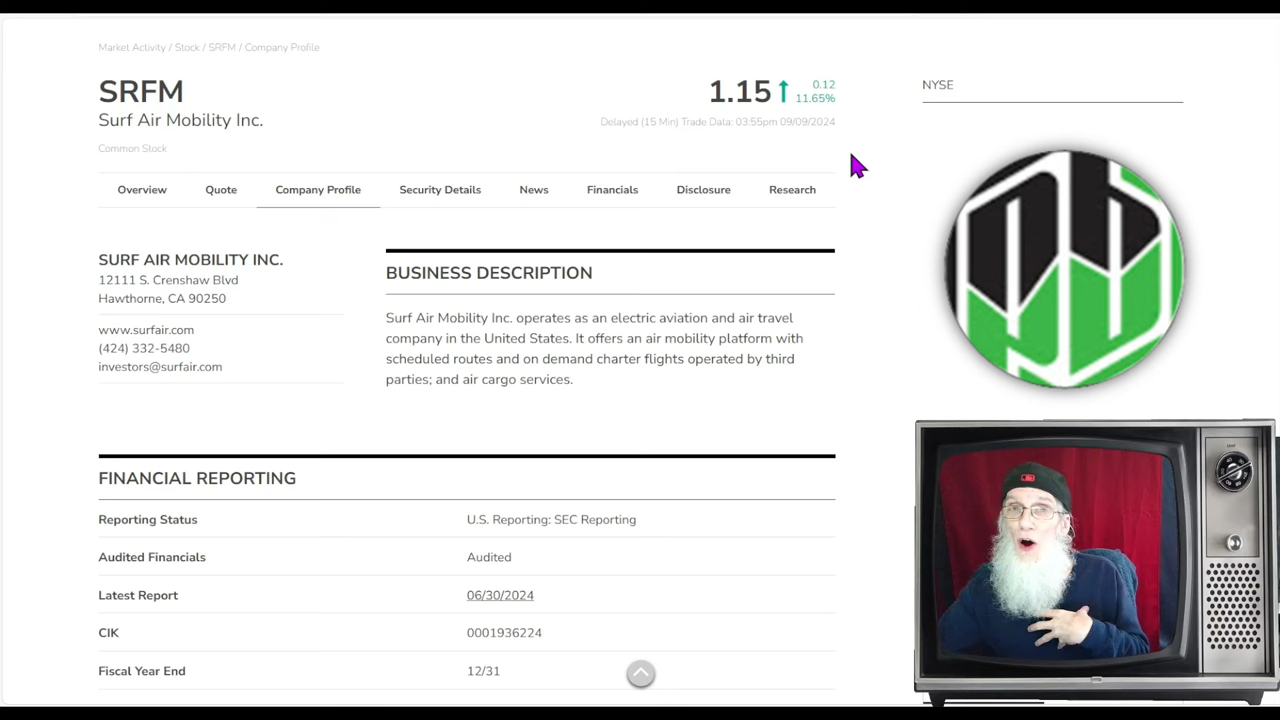 Market Activity / Stock / SRFM / Company Profile
SRFM
Surf Air Mobility Inc.
Common Stock
1.15
0.12
11.65%
Delayed (15 Min) Trade Data: 03:55pm 09/09/2024
NYSE
Overview Quote Company Profile Security Details News Financials Disclosure Research
SURF AIR MOBILITY INC.
12111 S. Crenshaw Blvd
Hawthorne, CA 90250
www.surfair.com
(424) 332-5480
investors@surfair.com
BUSINESS DESCRIPTION
Surf Air Mobility Inc. operates as an electric aviation and air travel
company in the United States. It offers an air mobility platform with
scheduled routes and on demand charter flights operated by third
parties; and air cargo services.
FINANCIAL REPORTING
Reporting Status U.S. Reporting: SEC Reporting
Audited Financials Audited
Latest Report 06/30/2024
CIK 0001936224
Fiscal Year End 12/31